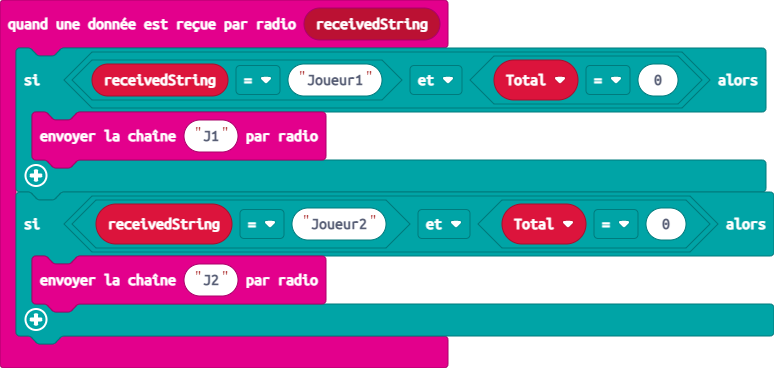 quand une donnée est reçue par radio receivedString
si receivedString = "Joueur1" et Total = 0 alors
envoyer la chaîne "J1" par radio
si receivedString = "Joueur2" et Total = 0 alors
envoyer la chaîne "J2" par radio